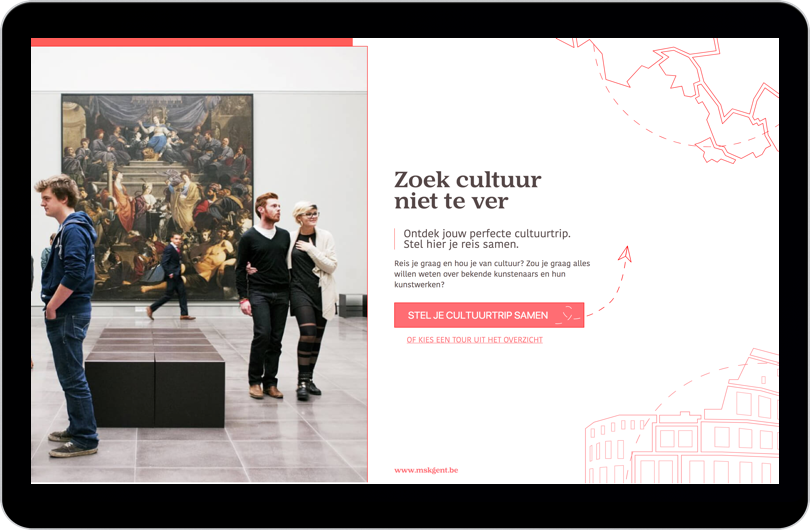 Zoek cultuur
niet te ver
Ontdek jouw perfecte cultuurtrip.
Stel hier je reis samen.
Reis je graag en hou je van cultuur? Zou je graag alles
willen weten over bekende kunstenaars en hun
kunstwerken?
STEL JE CULTUURTRIP SAMEN
OF KIES EEN TOUR UIT HET OVERZICHT
www.mskgent.be